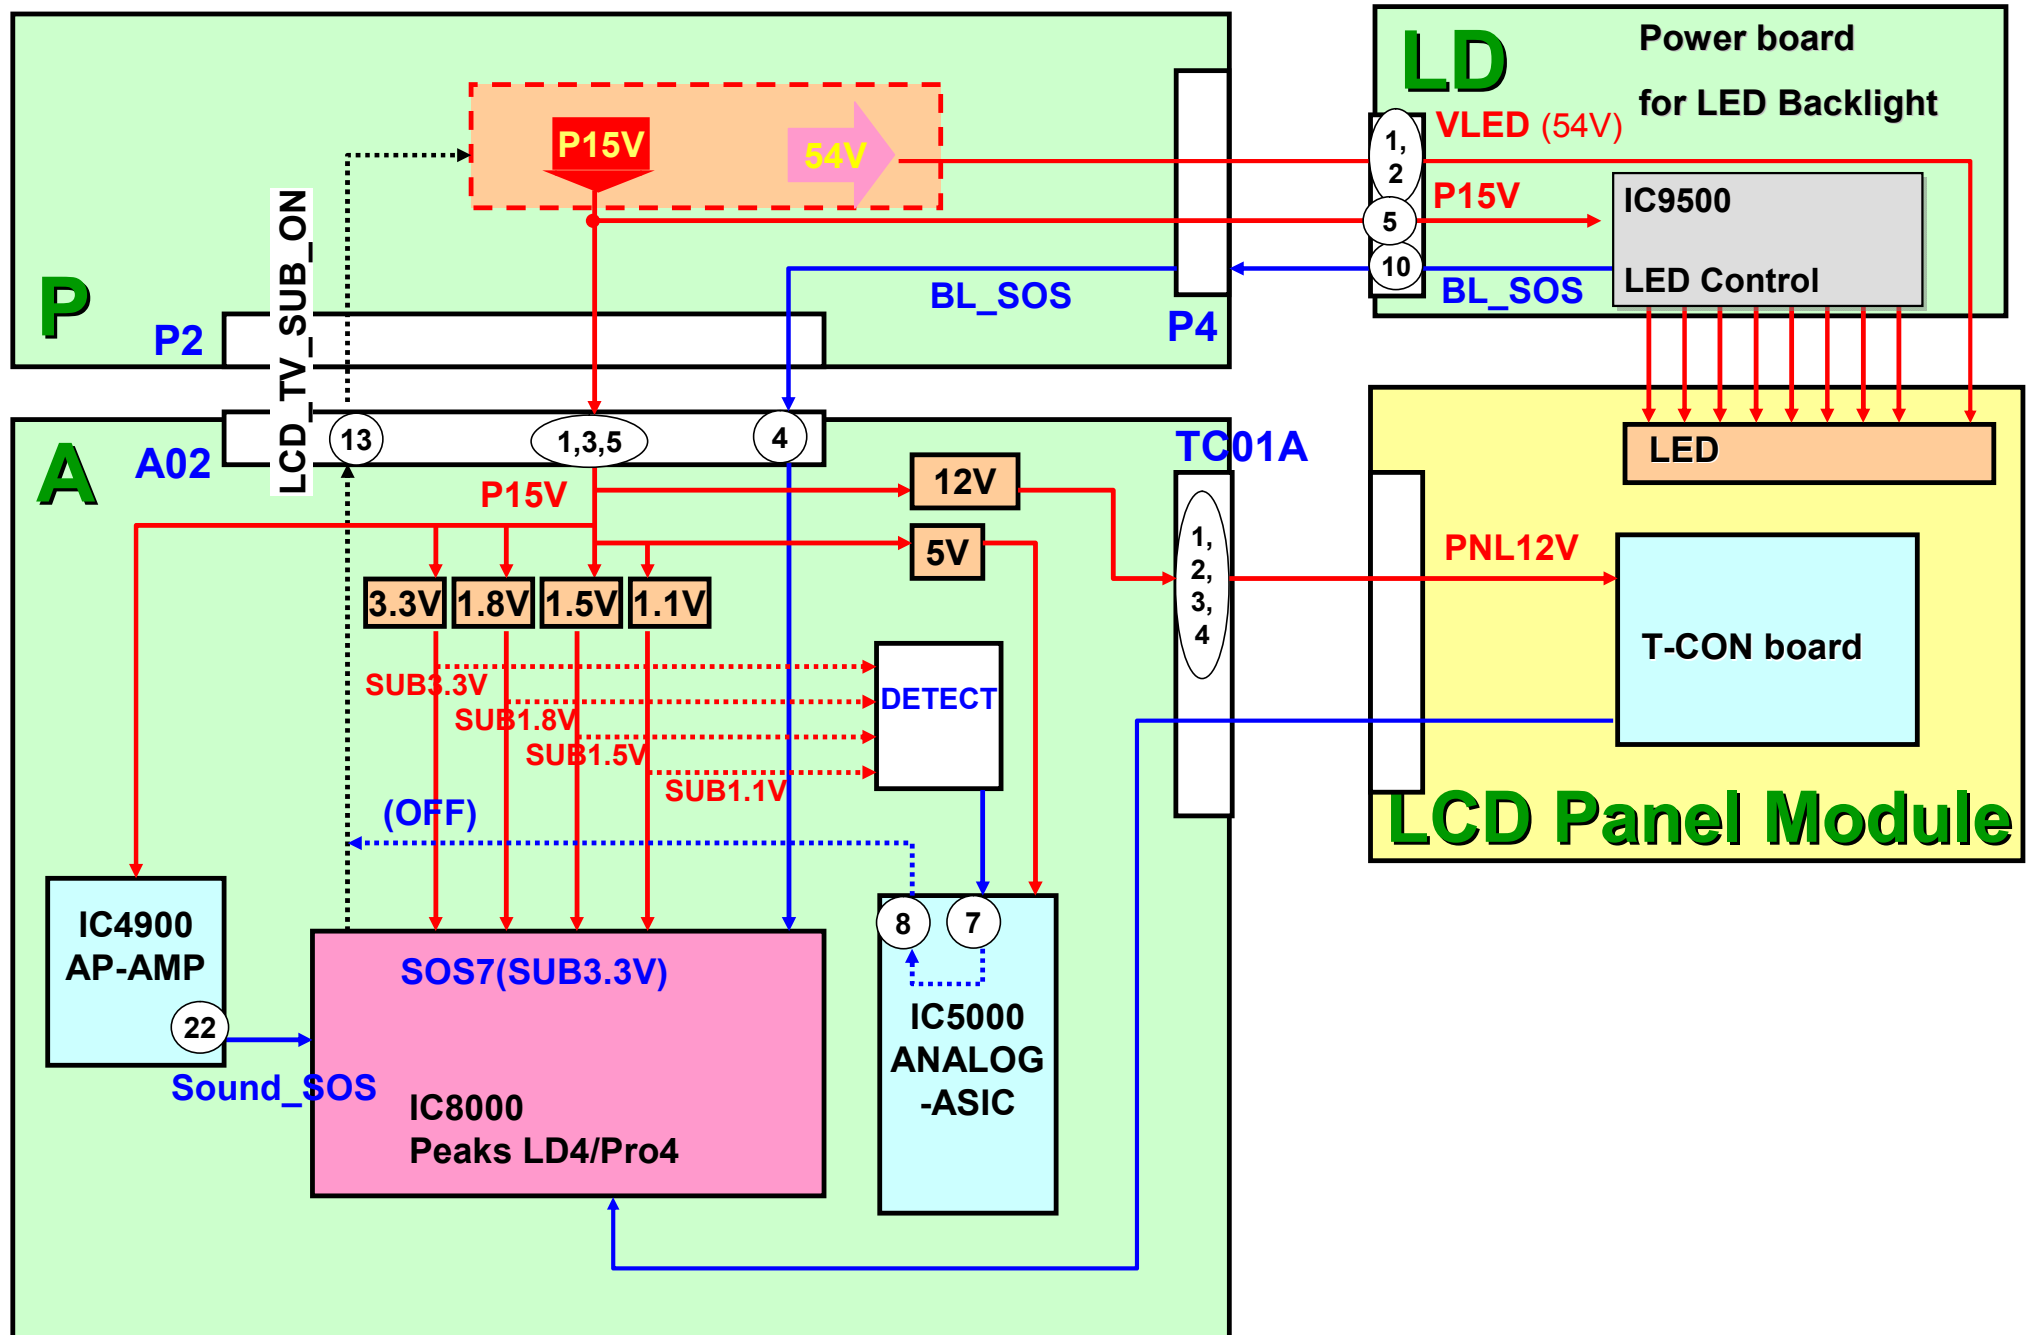 LD
Power board
for LED Backlight
P15V
54V
VLED (54V)
1,
2
P15V
5
IC9500
LED Control
10
BL_SOS
BL_SOS
P
P2
P4
LCD_TV_SUB_ON
A
A02
13
1,3,5
4
TC01A
LED
P15V
12V
5V
1,
2,
3,
4
PNL12V
3.3V
1.8V
1.5V
1.1V
T-CON board
SUB3.3V
SUB1.8V
SUB1.5V
SUB1.1V
DETECT
(OFF)
LCD Panel Module
IC4900
AP-AMP
22
Sound_SOS
SOS7(SUB3.3V)
IC8000
Peaks LD4/Pro4
8
7
IC5000
ANALOG
-ASIC